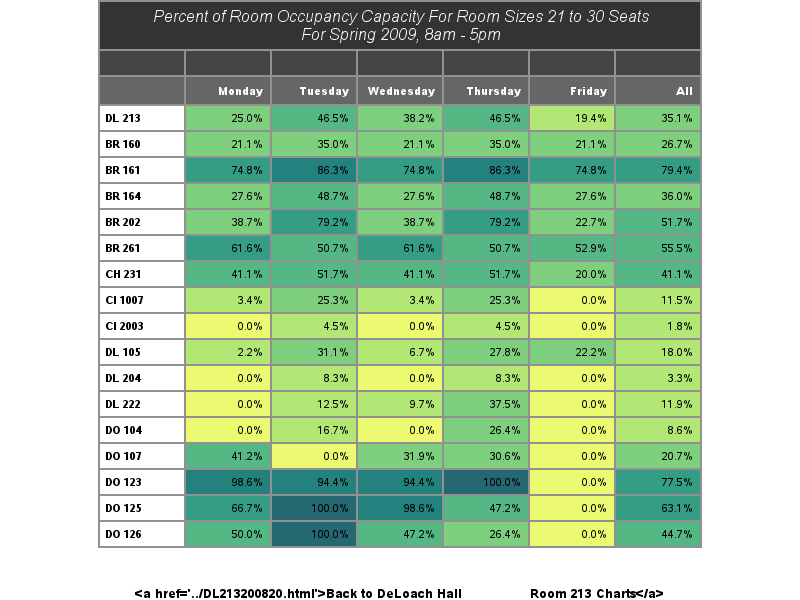 Percent of Room Occupancy Capacity For Room Sizes 21 to 30 Seats
For Spring 2009, 8am - 5pm
Monday Tuesday Wednesday Thursday Friday All
DL 213 25.0% 46.5% 38.2% 46.5% 19.4% 35.1%
BR 160 21.1% 35.0% 21.1% 35.0% 21.1% 26.7%
BR 161 74.8% 86.3% 74.8% 86.3% 74.8% 79.4%
BR 164 27.6% 48.7% 27.6% 48.7% 27.6% 36.0%
BR 202 38.7% 79.2% 38.7% 79.2% 22.7% 51.7%
BR 261 61.6% 50.7% 61.6% 50.7% 52.9% 55.5%
CH 231 41.1% 51.7% 41.1% 51.7% 20.0% 41.1%
CI 1007 3.4% 25.3% 3.4% 25.3% 0.0% 11.5%
CI 2003 0.0% 4.5% 0.0% 4.5% 0.0% 1.8%
DL 105 2.2% 31.1% 6.7% 27.8% 22.2% 18.0%
DL 204 0.0% 8.3% 0.0% 8.3% 0.0% 3.3%
DL 222 0.0% 12.5% 9.7% 37.5% 0.0% 11.9%
DO 104 0.0% 16.7% 0.0% 26.4% 0.0% 8.6%
DO 107 41.2% 0.0% 31.9% 30.6% 0.0% 20.7%
DO 123 98.6% 94.4% 94.4% 100.0% 0.0% 77.5%
DO 125 66.7% 100.0% 98.6% 47.2% 0.0% 63.1%
DO 126 50.0% 100.0% 47.2% 26.4% 0.0% 44.7%
<a href='../DL213200820.html'>Back to DeLoach Hall Room 213 Charts</a>